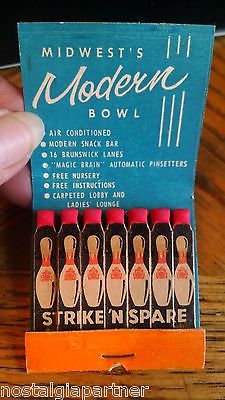 MIDWEST'S
Modern
BOWL
• AIR CONDITIONED
• MODERN SNACK BAR
• 16 BRUNSWICK LANES
• "MAGIC BRAIN" AUTOMATIC PINSETTERS
• FREE NURSERY
• FREE INSTRUCTIONS
• CARPETED LOBBY AND
LADIES' LOUNGE
STRIKE 'N SPARE
nostalgiapartner